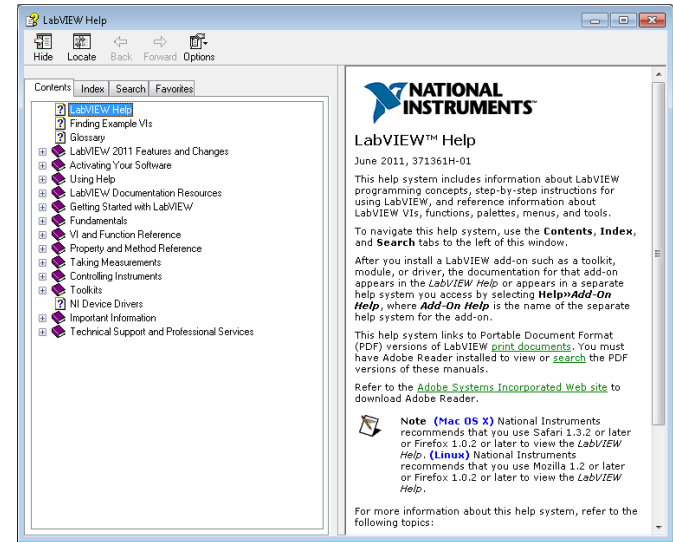 LabVIEW Help
Hide Locate Back Forward Options
Contents Index Search Favorites
LabVIEW Help
Finding Example VIs
Glossary
LabVIEW 2011 Features and Changes
Activating Your Software
Using Help
LabVIEW Documentation Resources
Getting Started with LabVIEW
Fundamentals
VI and Function Reference
Property and Method Reference
Taking Measurements
Controlling Instruments
Toolkits
NI Device Drivers
Important Information
Technical Support and Professional Services
NATIONAL
INSTRUMENTS™
LabVIEW™ Help
June 2011, 371361H-01
This help system includes information about LabVIEW
programming concepts, step-by-step instructions for
using LabVIEW, and reference information about
LabVIEW VIs, functions, palettes, menus, and tools.
To navigate this help system, use the Contents, Index,
and Search tabs to the left of this window.
After you install a LabVIEW add-on such as a toolkit,
module, or driver, the documentation for that add-on
appears in the LabVIEW Help or appears in a separate
help system you access by selecting Help»Add-On
Help, where Add-On Help is the name of the separate
help system for the add-on.
This help system links to Portable Document Format
(PDF) versions of LabVIEW print documents. You must
have Adobe Reader installed to view or search the PDF
versions of these manuals.
Refer to the Adobe Systems Incorporated Web site to
download Adobe Reader.
Note (Mac OS X) National Instruments
recommends that you use Safari 1.3.2 or later
or Firefox 1.0.2 or later to view the LabVIEW
Help. (Linux) National Instruments
recommends that you use Mozilla 1.2 or later
or Firefox 1.0.2 or later to view the LabVIEW
Help.
For more information about this help system, refer to the
following topics: